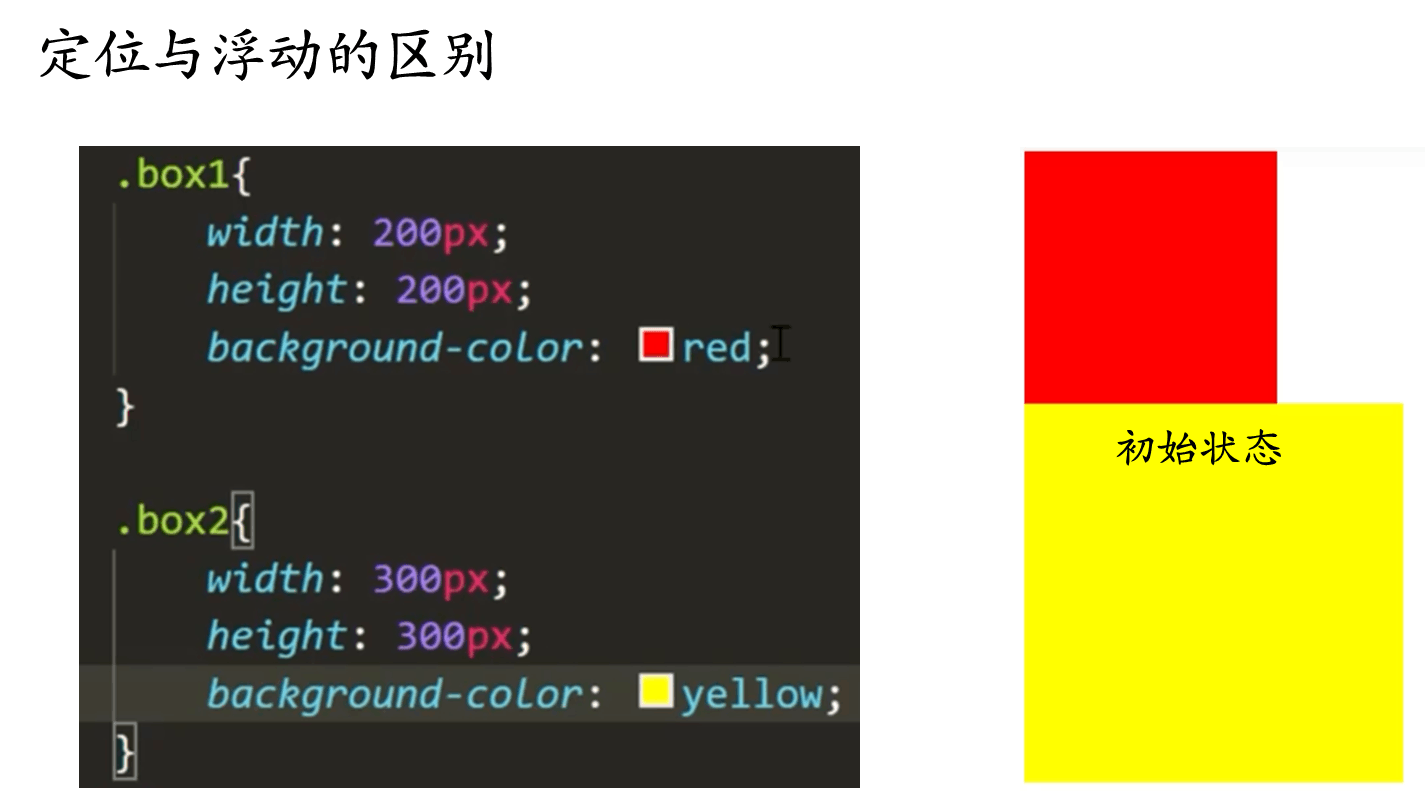 定位与浮动的区别
.box1{
width: 200px;
height: 200px;
background-color: red;
}
.box2{
width: 300px;
height: 300px;
background-color: yellow;
}
初始状态